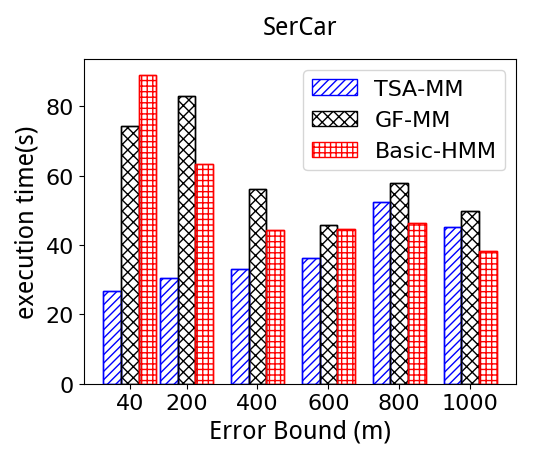 SerCar
execution time(s)
80
60
40
20
0
TSA-MM
GF-MM
Basic-HMM
40 200 400 600 800 1000
Error Bound (m)